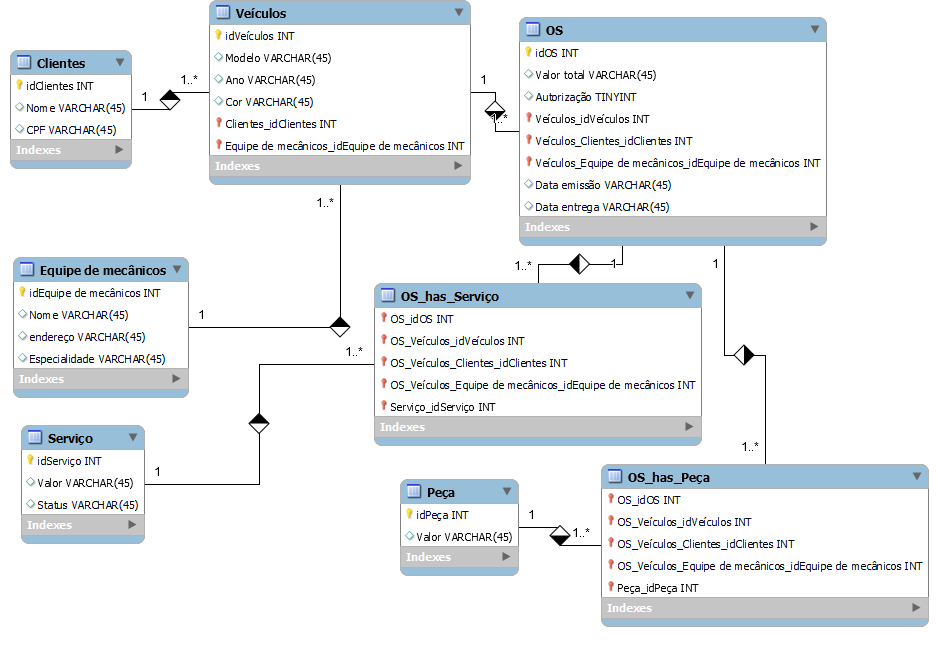 Clientes
idClientes INT
Nome VARCHAR(45)
CPF VARCHAR(45)
Indexes
1
1..*
Veículos
idVeículos INT
Modelo VARCHAR(45)
Ano VARCHAR(45)
Cor VARCHAR(45)
Clientes_idClientes INT
Equipe de mecânicos_idEquipe de mecânicos INT
Indexes
1
1..*
OS
idOS INT
Valor total VARCHAR(45)
Autorização TINYINT
Veículos_idVeículos INT
Veículos_Clientes_idClientes INT
Veículos_Equipe de mecânicos_idEquipe de mecânicos INT
Data emissão VARCHAR(45)
Data entrega VARCHAR(45)
Indexes
1..*
1
Equipe de mecânicos
idEquipe de mecânicos INT
Nome VARCHAR(45)
endereço VARCHAR(45)
Especialidade VARCHAR(45)
Indexes
1..*
1
1
OS_has_Serviço
OS_idOS INT
OS_Veículos_idVeículos INT
OS_Veículos_Clientes_idClientes INT
OS_Veículos_Equipe de mecânicos_idEquipe de mecânicos INT
Serviço_idServiço INT
Indexes
1..*
Serviço
idServiço INT
Valor VARCHAR(45)
Status VARCHAR(45)
Indexes
1
1..*
Peça
idPeça INT
Valor VARCHAR(45)
Indexes
1
1..*
OS_has_Peça
OS_idOS INT
OS_Veículos_idVeículos INT
OS_Veículos_Clientes_idClientes INT
OS_Veículos_Equipe de mecânicos_idEquipe de mecânicos INT
Peça_idPeça INT
Indexes